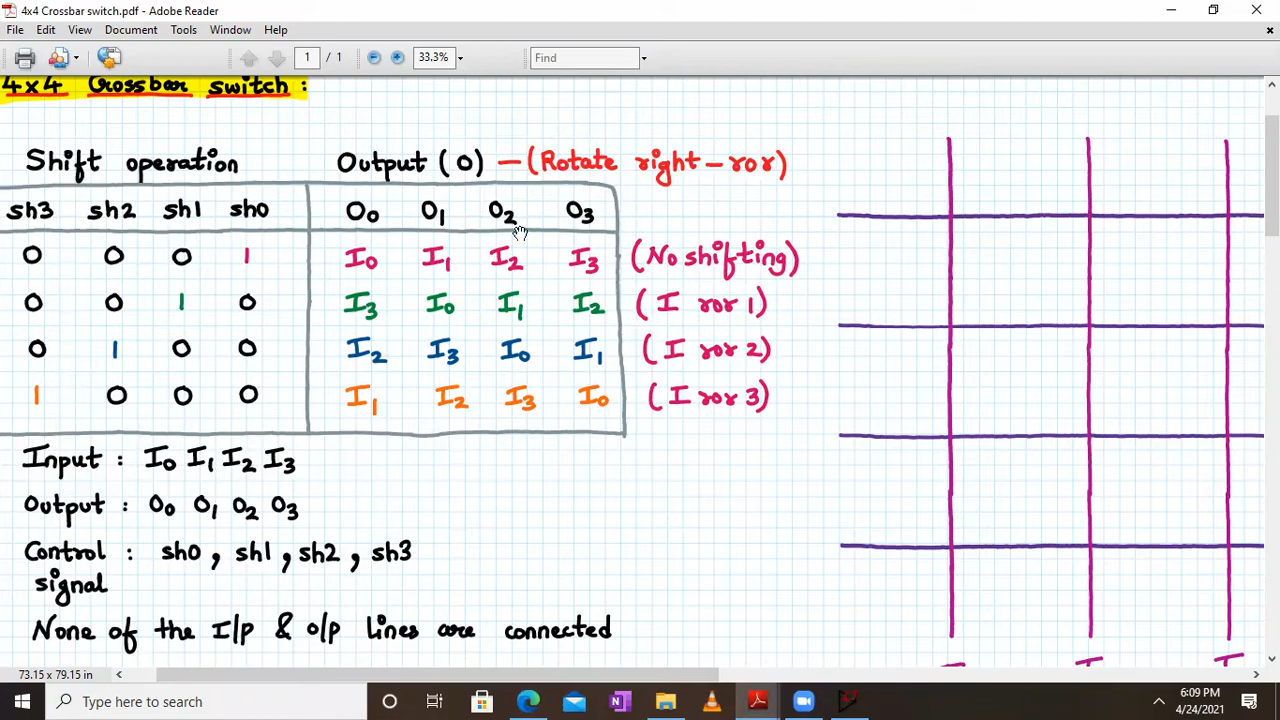 4x4 Crossbar switch.pdf - Adobe Reader
File Edit View Document Tools Window Help
1 / 1 33.3% Find
4x4 Crossbar switch :
Shift operation Output (O) – (Rotate right – ror)
sh3 sh2 sh1 sh0 O₀ O₁ O₂ O₃
0 0 0 1 I₀ I₁ I₂ I₃ (No shifting)
0 0 1 0 I₃ I₀ I₁ I₂ (I ror 1)
0 1 0 0 I₂ I₃ I₀ I₁ (I ror 2)
1 0 0 0 I₁ I₂ I₃ I₀ (I ror 3)
Input : I₀ I₁ I₂ I₃
Output : O₀ O₁ O₂ O₃
Control : sh0 , sh1 , sh2 , sh3
signal
None of the I/p & o/p lines are connected
73.15 x 79.15 in
Type here to search
6:09 PM
4/24/2021